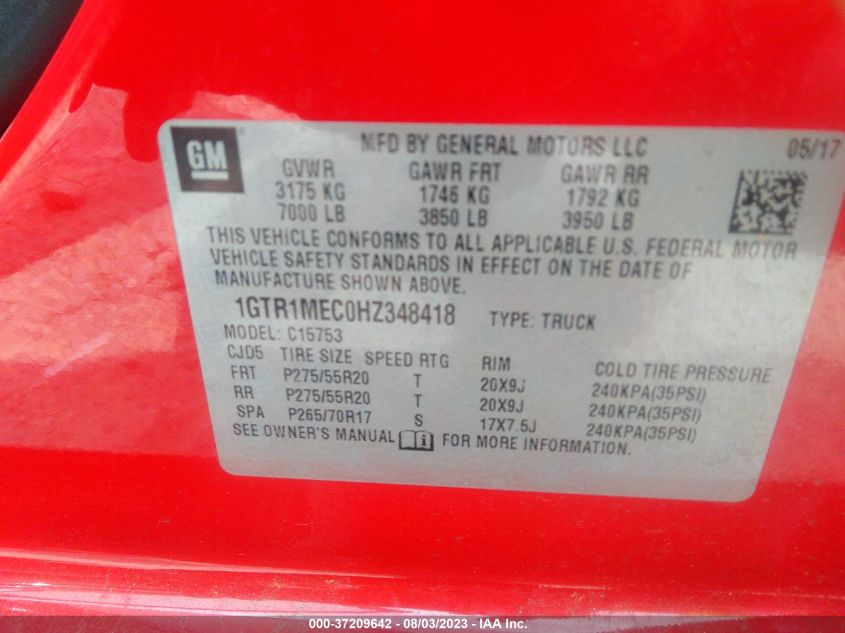 GM
MFD BY GENERAL MOTORS LLC 05/17
GVWR GAWR FRT GAWR RR
3175 KG 1746 KG 1792 KG
7000 LB 3850 LB 3950 LB
THIS VEHICLE CONFORMS TO ALL APPLICABLE U.S. FEDERAL MOTOR
VEHICLE SAFETY STANDARDS IN EFFECT ON THE DATE OF
MANUFACTURE SHOWN ABOVE.
1GTR1MEC0HZ348418 TYPE: TRUCK
MODEL: C15753
CJD5 TIRE SIZE SPEED RTG RIM COLD TIRE PRESSURE
FRT P275/55R20 T 20X9J 240KPA(35PSI)
RR P275/55R20 T 20X9J 240KPA(35PSI)
SPA P265/70R17 S 17X7.5J 240KPA(35PSI)
SEE OWNER'S MANUAL FOR MORE INFORMATION.
000-37209642 - 08/03/2023 - IAA Inc.